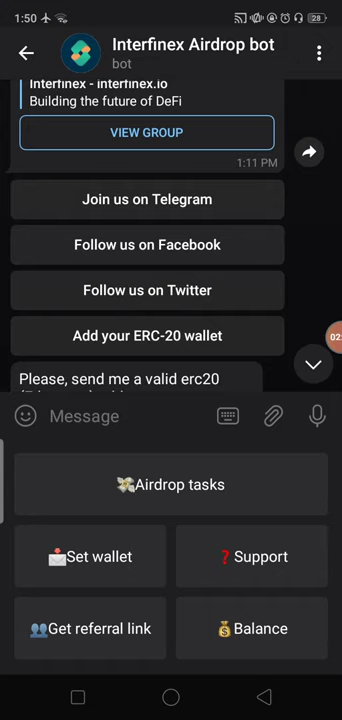 1:50
28
Interfinex Airdrop bot
bot
Interfinex - interfinex.io
Building the future of DeFi
VIEW GROUP
1:11 PM
Join us on Telegram
Follow us on Facebook
Follow us on Twitter
Add your ERC-20 wallet
02:
Please, send me a valid erc20
Message
Airdrop tasks
Set wallet
❓Support
Get referral link
Balance